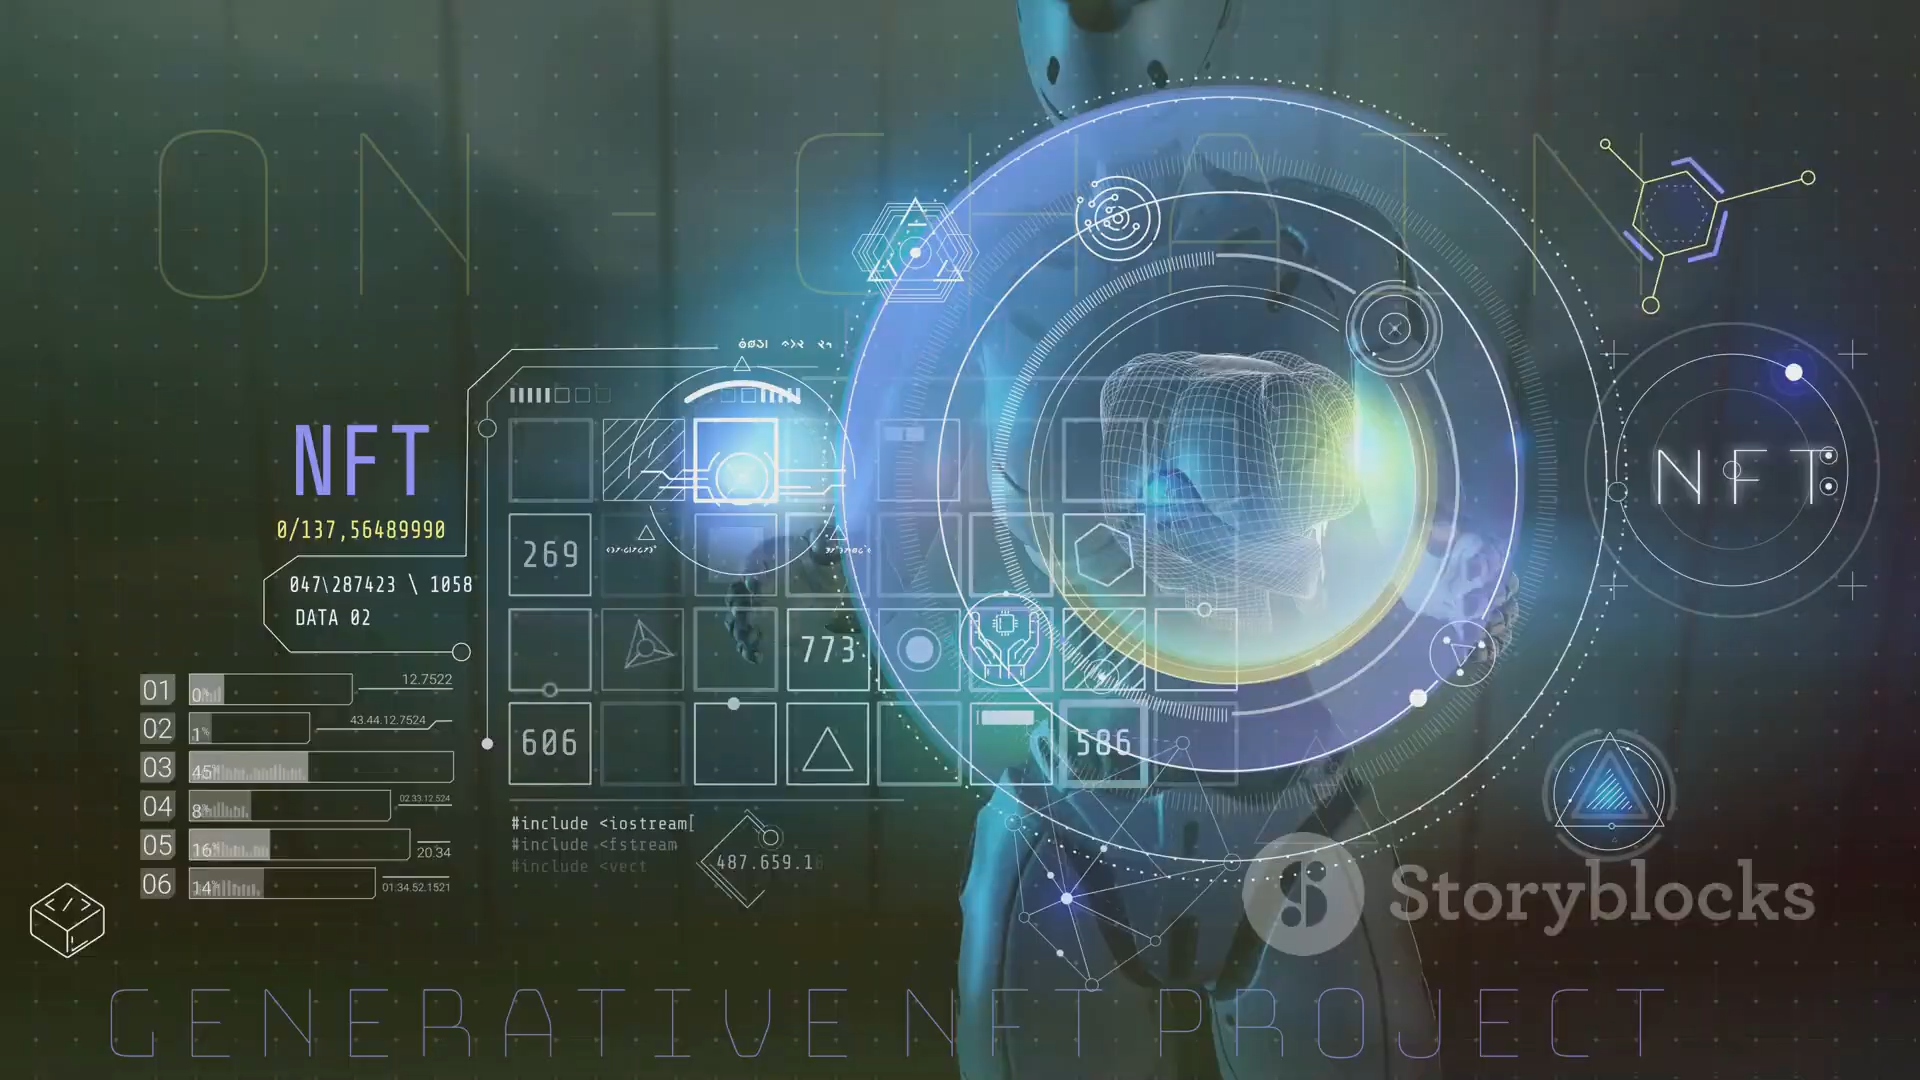 ON-CHAIN
NFT
0/137,56489990
047\287423 \ 1058
DATA 02
NFT
269
773
606
586
01 0% 12.7522
02 1% 43.44.12.7524
03 45%
04 8% 02.33.12.524
05 16% 20.34
06 14% 01:34.52.1521
#include <iostream[
#include <fstream
#include <vect
487.659.1
</>
Storyblocks
GENERATIVE NFT PROJECT